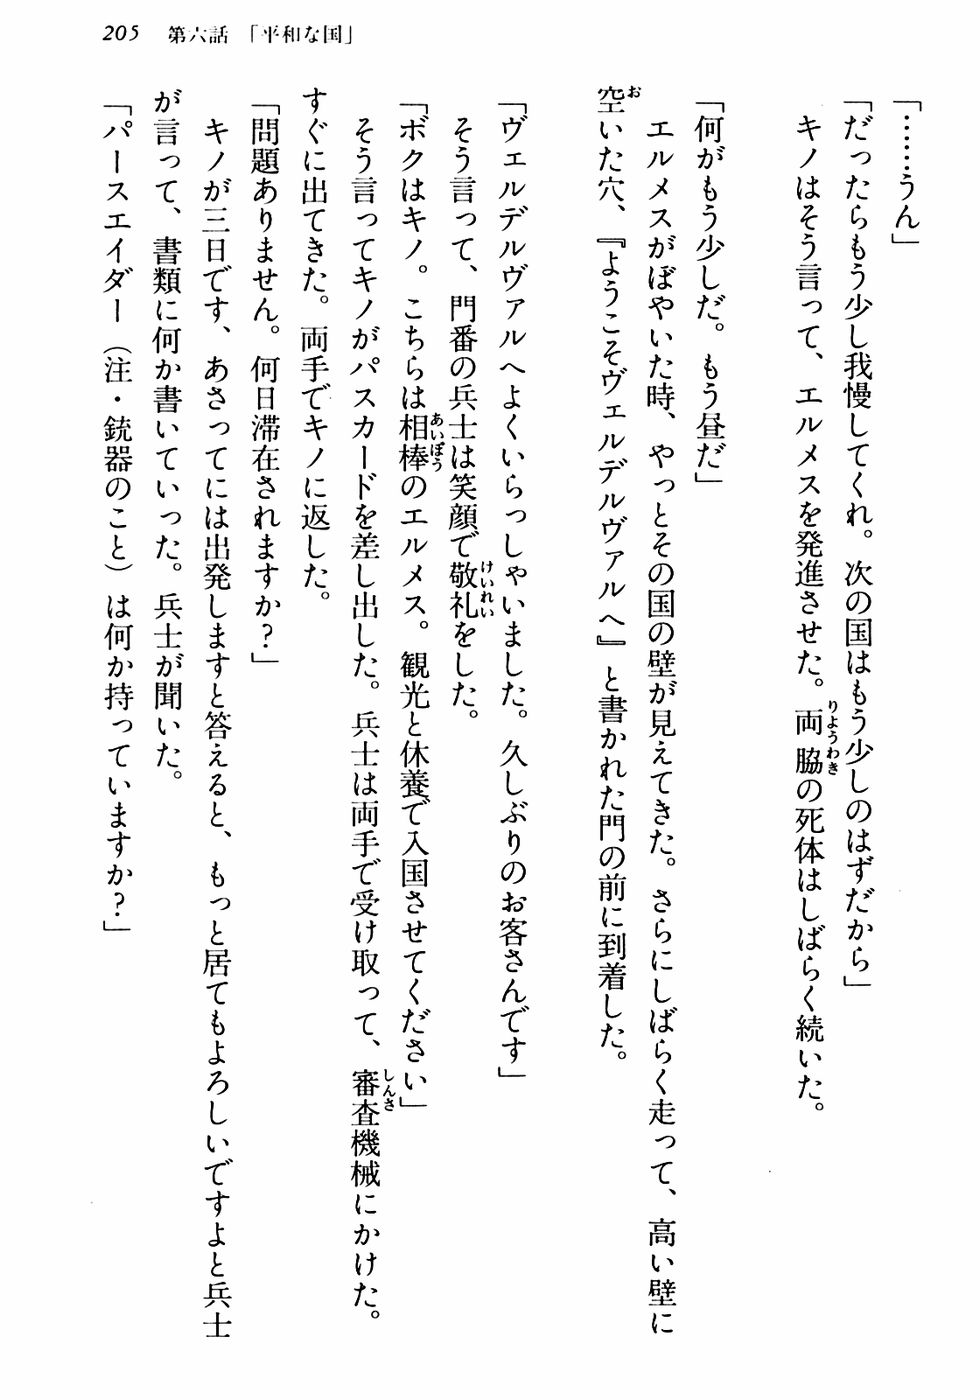 205　第六話　「平和な国」
「……うん」
「だったらもう少し我慢してくれ。次の国はもう少しのはずだから」
　キノはそう言って、エルメスを発進させた。両脇の死体はしばらく続いた。
「何がもう少しだ。もう昼だ」
　エルメスがぼやいた時、やっとその国の壁が見えてきた。さらにしばらく走って、高い壁に
空いた穴、『ようこそヴェルデルヴァルへ』と書かれた門の前に到着した。
「ヴェルデルヴァルへよくいらっしゃいました。久しぶりのお客さんです」
　そう言って、門番の兵士は笑顔で敬礼をした。
「ボクはキノ。こちらは相棒のエルメス。観光と休養で入国させてください」
　そう言ってキノがパスカードを差し出した。兵士は両手で受け取って、審査機械にかけた。
すぐに出てきた。両手でキノに返した。
「問題ありません。何日滞在されますか？」
　キノが三日です、あさってには出発しますと答えると、もっと居てもよろしいですよと兵士
が言って、書類に何か書いていった。兵士が聞いた。
「パースエイダー（注・銃器のこと）は何か持っていますか？」